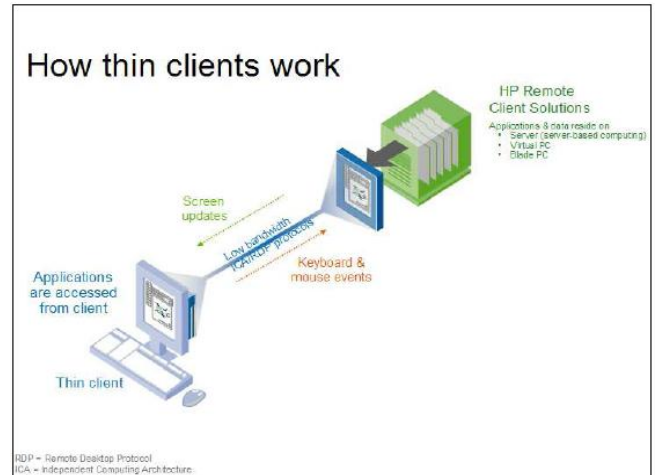 How thin clients work
HP Remote
Client Solutions
Applications & data reside on
• Server (server-based computing)
• Virtual PC
• Blade PC
Screen
updates
Low bandwidth
ICA/RDP protocols
Keyboard &
mouse events
Applications
are accessed
from client
Thin client
RDP = Remote Desktop Protocol
ICA = Independent Computing Architecture